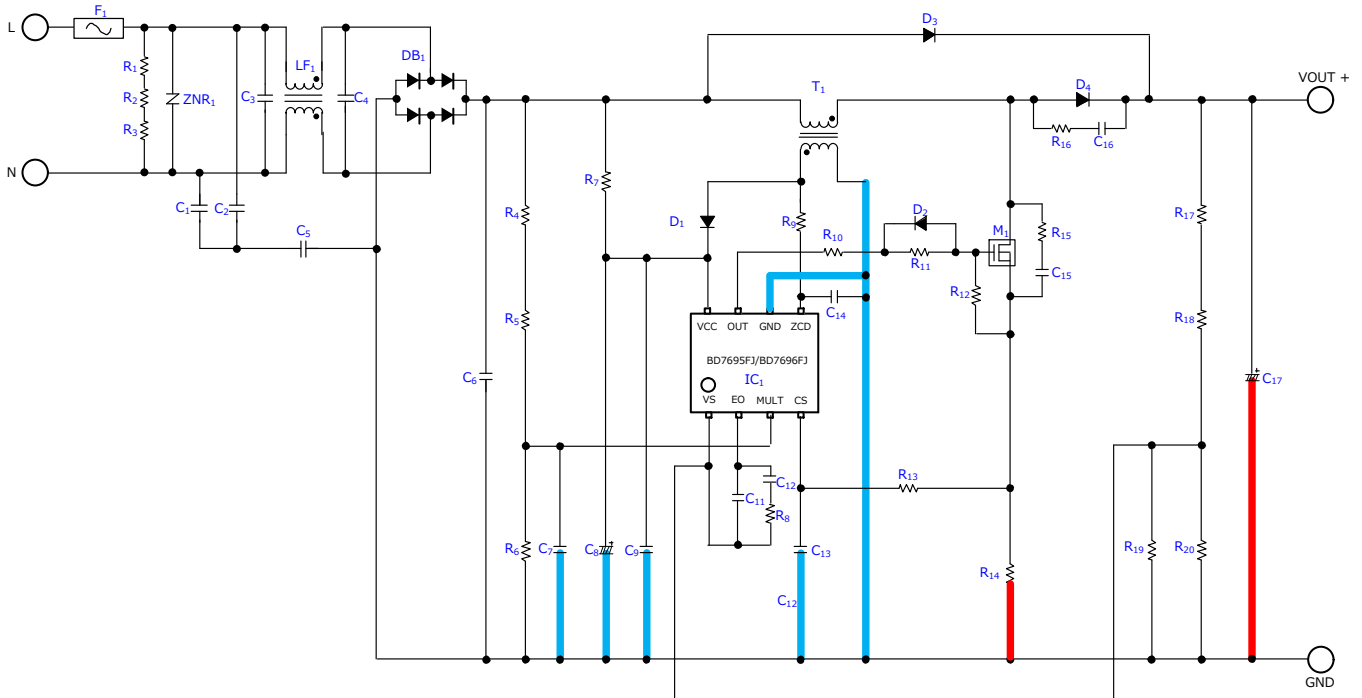 F1
D3
L
DB1
LF1
R1
T1
D4
VOUT +
R2
ZNR1
C3
C4
R3
R16
C16
N
R7
C1
C2
R4
D1
R9
D2
R17
C5
R10
M1
R15
R11
C15
R12
C14
R5
R18
VCC
OUT
GND
ZCD
BD7695FJ/BD7696FJ
C6
IC1
C17
VS
EO
MULT
CS
R13
C12
C11
R8
R6
C7
C8
C9
C13
R19
R20
R14
C12
GND